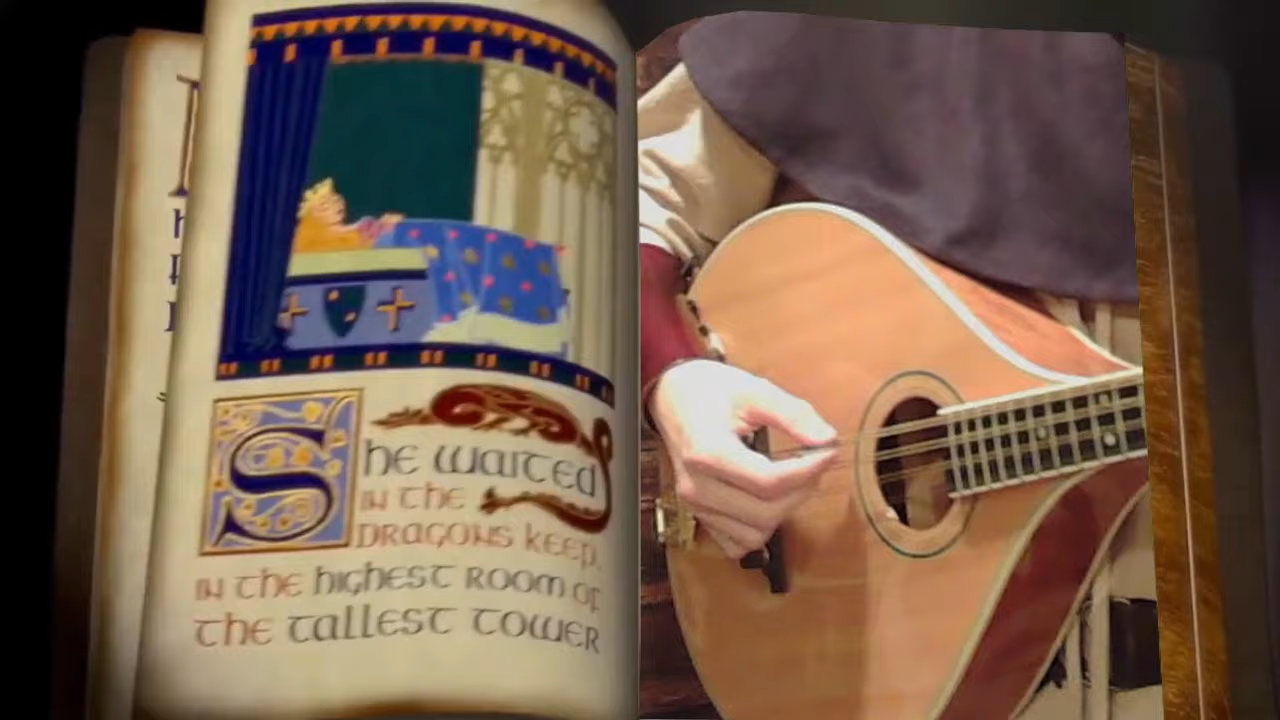 She waited
in the
dragons keep,
in the highest room of
the tallest tower